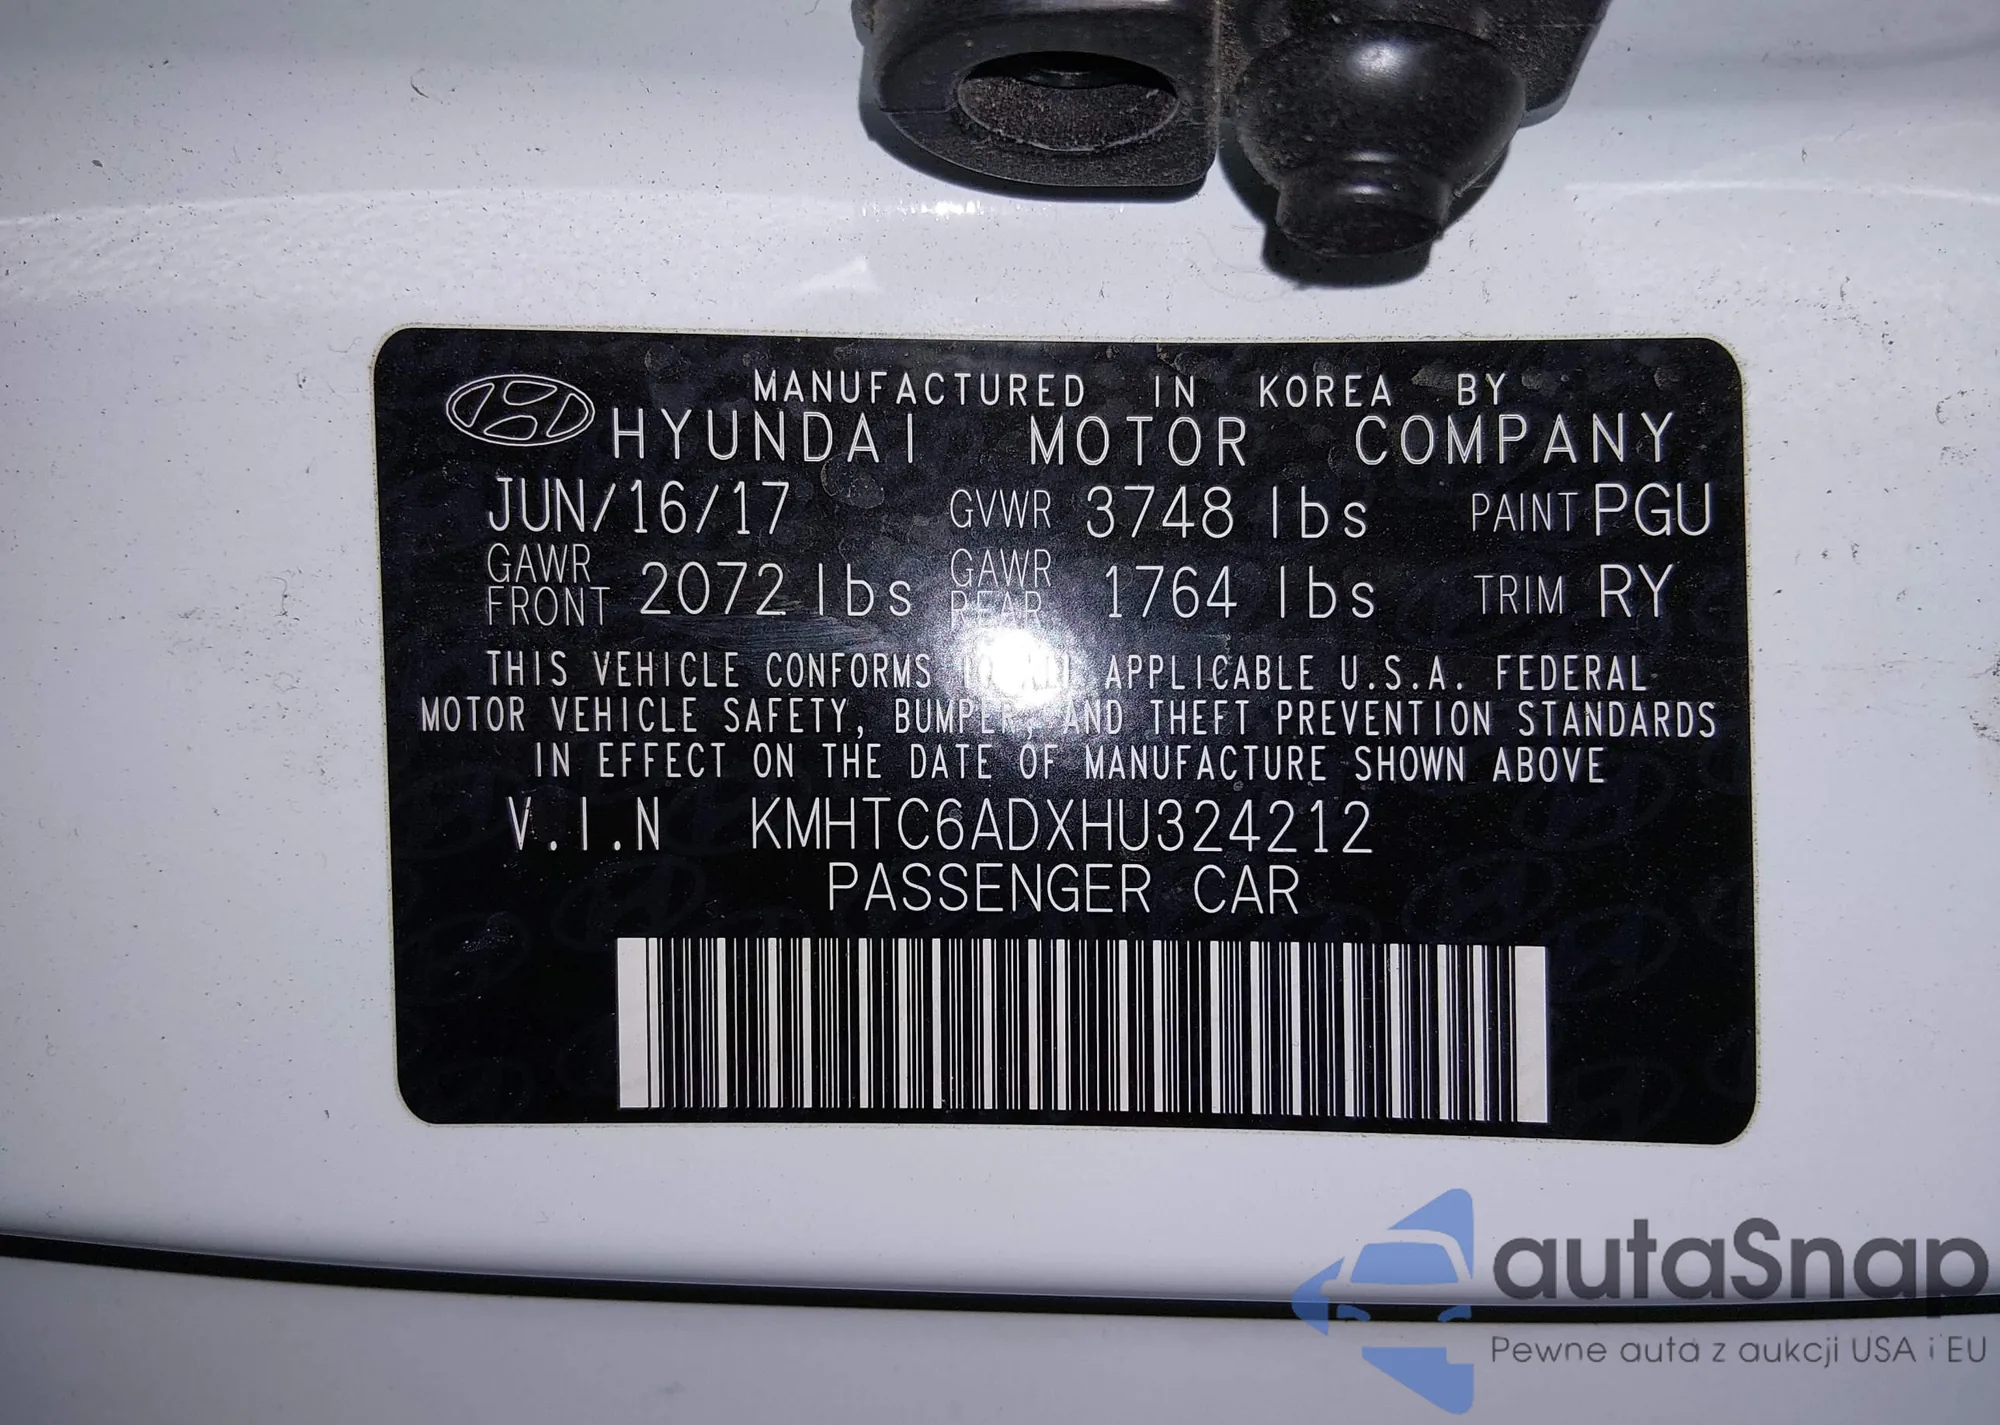 MANUFACTURED IN KOREA BY
HYUNDAI MOTOR COMPANY
JUN/16/17 GVWR 3748 lbs PAINT PGU
GAWR FRONT 2072 lbs GAWR REAR 1764 lbs TRIM RY
THIS VEHICLE CONFORMS TO ALL APPLICABLE U.S.A. FEDERAL
MOTOR VEHICLE SAFETY, BUMPER, AND THEFT PREVENTION STANDARDS
IN EFFECT ON THE DATE OF MANUFACTURE SHOWN ABOVE
V.I.N KMHTC6ADXHU324212
PASSENGER CAR
autaSnap
Pewne auta z aukcji USA i EU